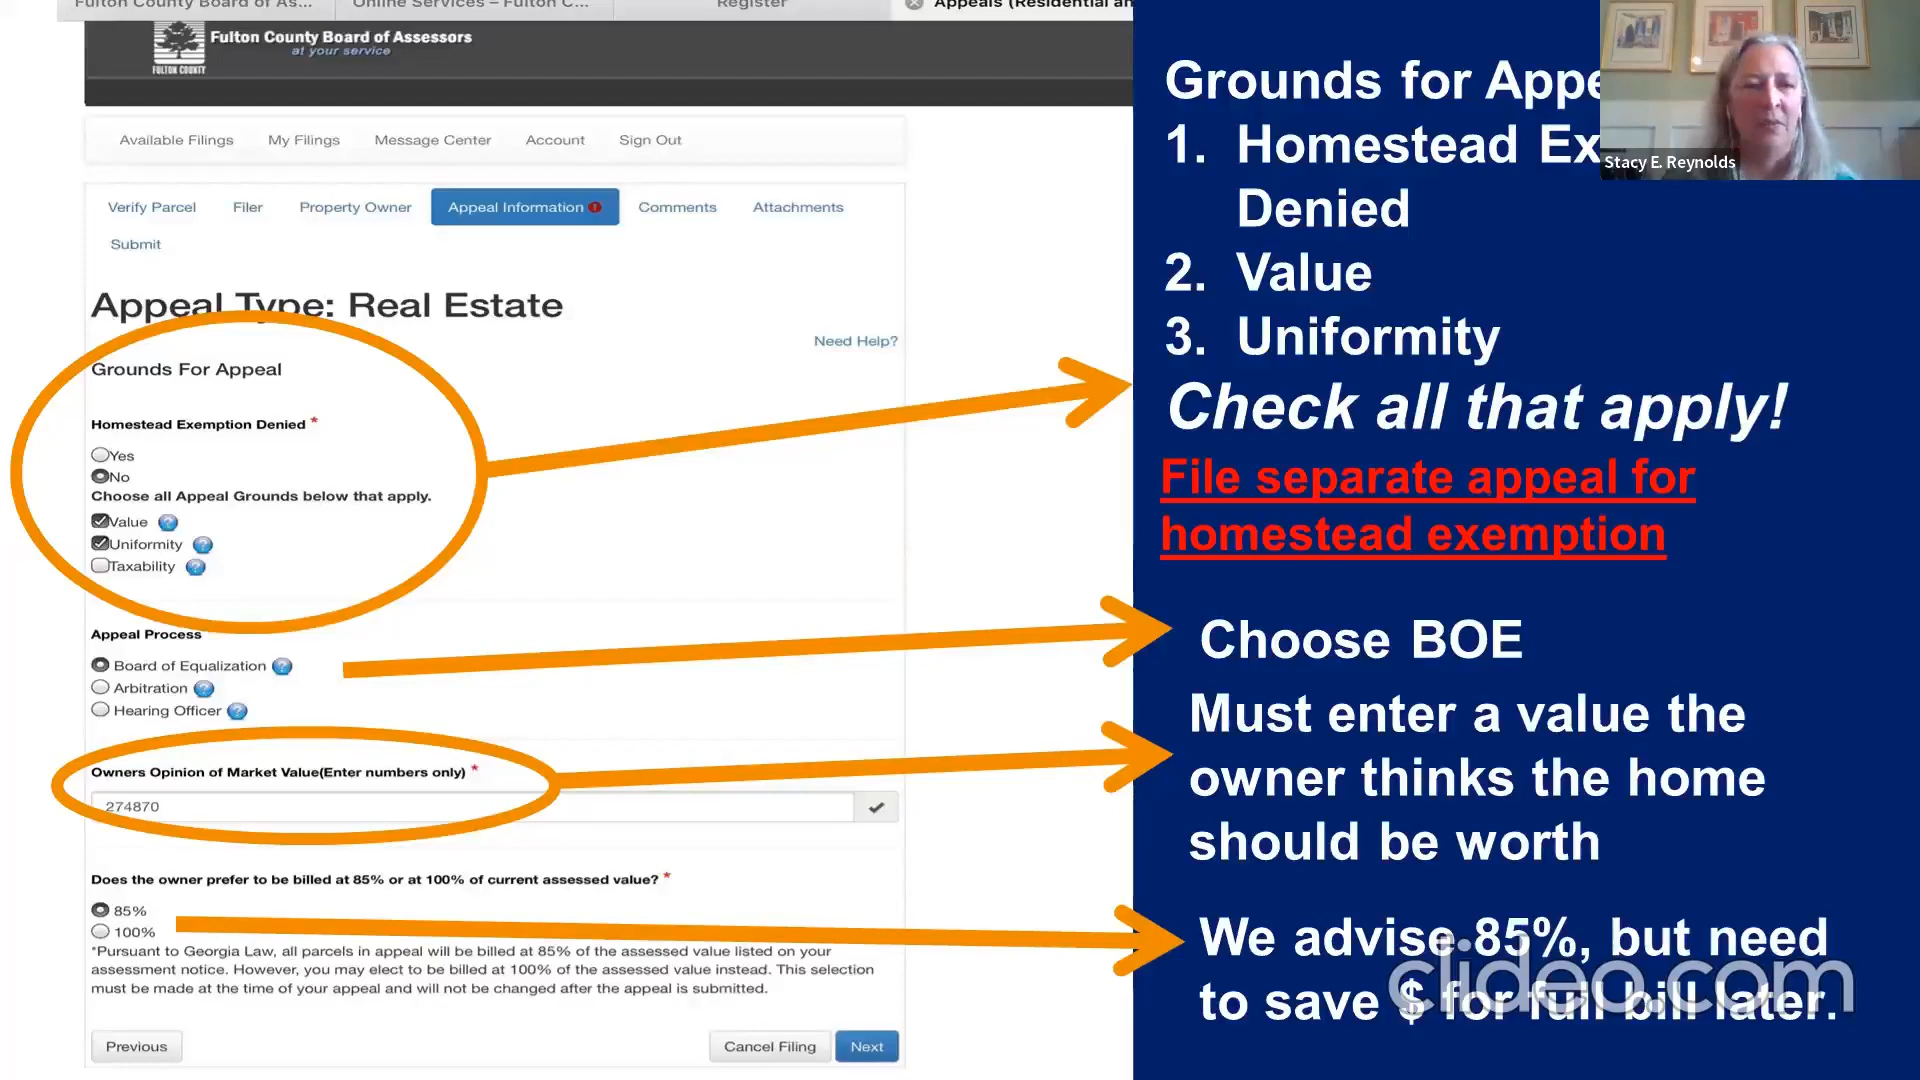 Fulton County Board of As...
Online Services – Fulton C...
Register
Appeals (Residential an
Fulton County Board of Assessors
at your service
FULTON COUNTY
Available Filings
My Filings
Message Center
Account
Sign Out
Verify Parcel
Filer
Property Owner
Appeal Information
Comments
Attachments
Submit
Appeal Type: Real Estate
Need Help?
Grounds For Appeal
Homestead Exemption Denied *
Yes
No
Choose all Appeal Grounds below that apply.
Value
Uniformity
Taxability
Appeal Process
Board of Equalization
Arbitration
Hearing Officer
Owners Opinion of Market Value(Enter numbers only) *
274870
Does the owner prefer to be billed at 85% or at 100% of current assessed value? *
85%
100%
*Pursuant to Georgia Law, all parcels in appeal will be billed at 85% of the assessed value listed on your
assessment notice. However, you may elect to be billed at 100% of the assessed value instead. This selection
must be made at the time of your appeal and will not be changed after the appeal is submitted.
Previous
Cancel Filing
Next
Grounds for Appe
1. Homestead Ex
Denied
2. Value
3. Uniformity
Check all that apply!
File separate appeal for
homestead exemption
Choose BOE
Must enter a value the
owner thinks the home
should be worth
We advise 85%, but need
to save $ for full bill later.
Stacy E. Reynolds
clideo.com